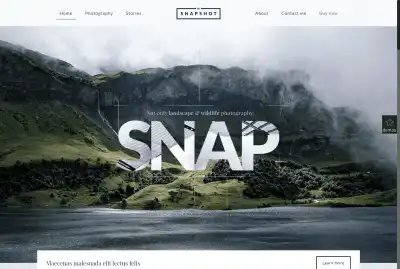 Home Photography Stories SNAPSHOT About Contact me Buy now
Not only landscape & wildlife photography
SNAP
Maecenas malesuada elit lectus felis
Learn more